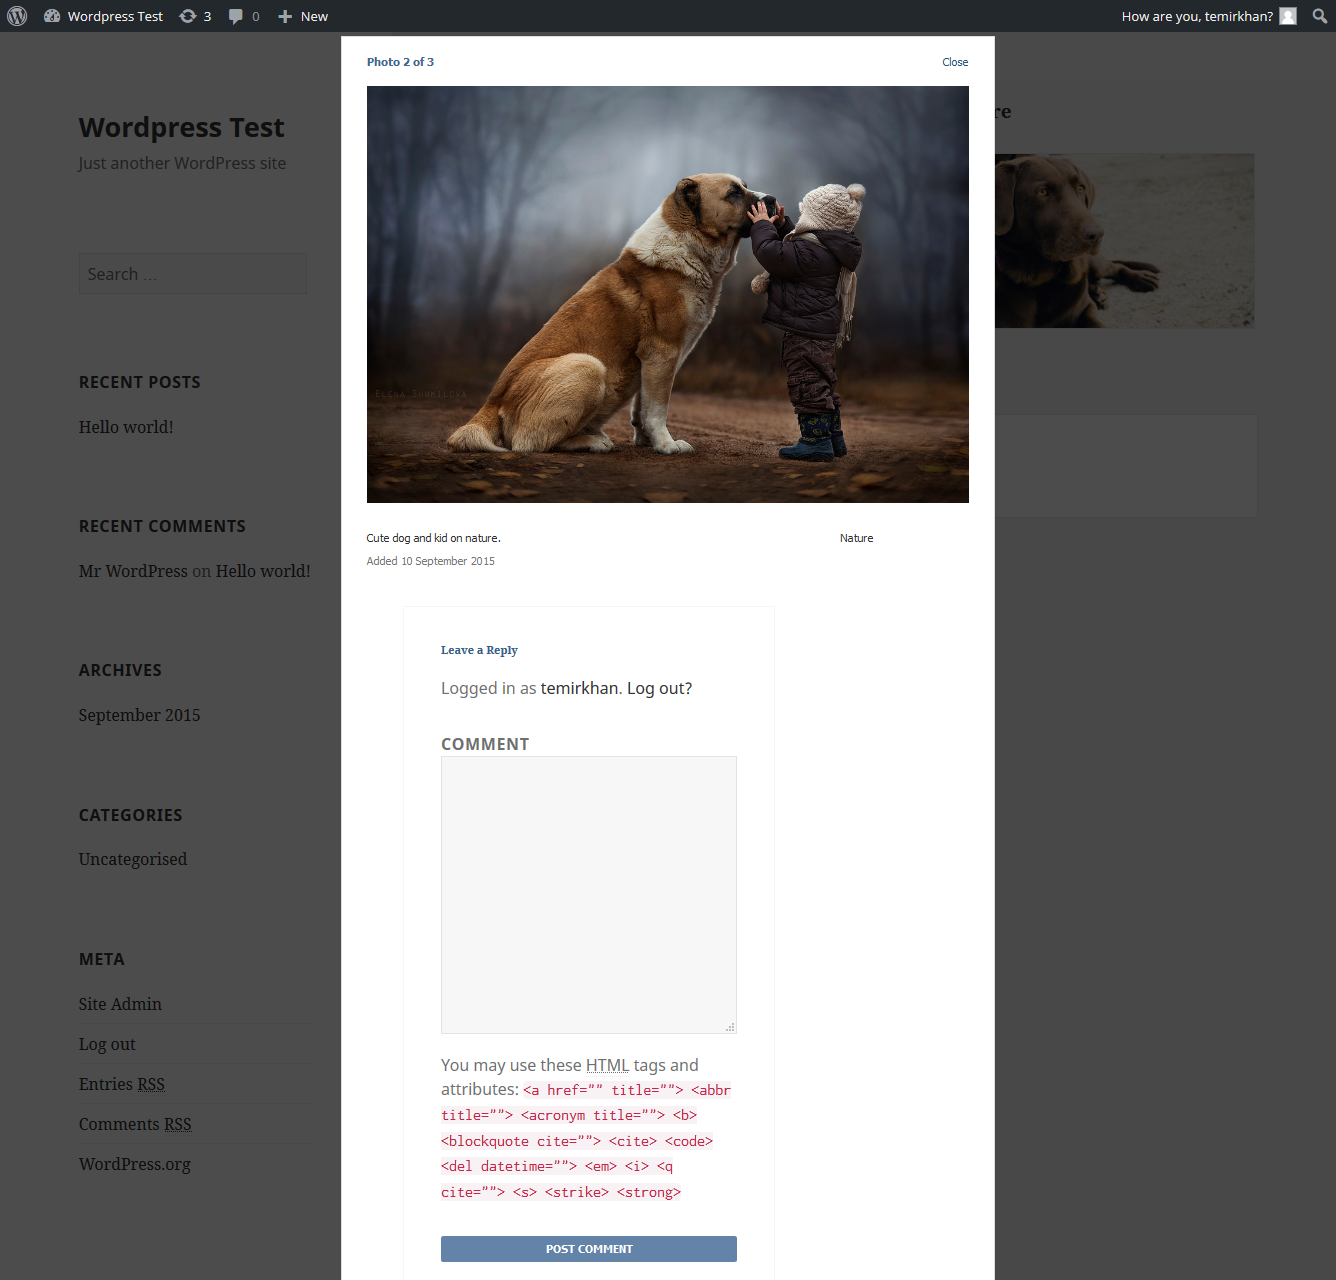 Wordpress Test 3 0 New How are you, temirkhan?
Photo 2 of 3 Close
Wordpress Test
Just another WordPress site
Search …
RECENT POSTS
Hello world!
RECENT COMMENTS
Mr WordPress on Hello world!
ARCHIVES
September 2015
CATEGORIES
Uncategorised
META
Site Admin
Log out
Entries RSS
Comments RSS
WordPress.org
re
ELENA SHUMILOVA
Cute dog and kid on nature. Nature
Added 10 September 2015
Leave a Reply
Logged in as temirkhan. Log out?
COMMENT
You may use these HTML tags and
attributes: <a href="" title=""> <abbr
title=""> <acronym title=""> <b>
<blockquote cite=""> <cite> <code>
<del datetime=""> <em> <i> <q
cite=""> <s> <strike> <strong>
POST COMMENT